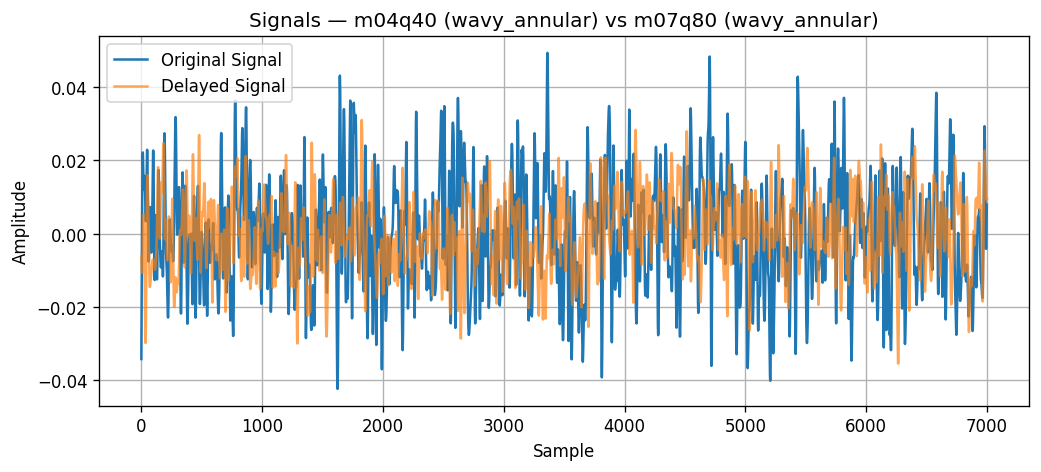 Signals — m04q40 (wavy_annular) vs m07q80 (wavy_annular)
Original Signal
Delayed Signal
0.04
0.02
0.00
−0.02
−0.04
Amplitude
0 1000 2000 3000 4000 5000 6000 7000
Sample